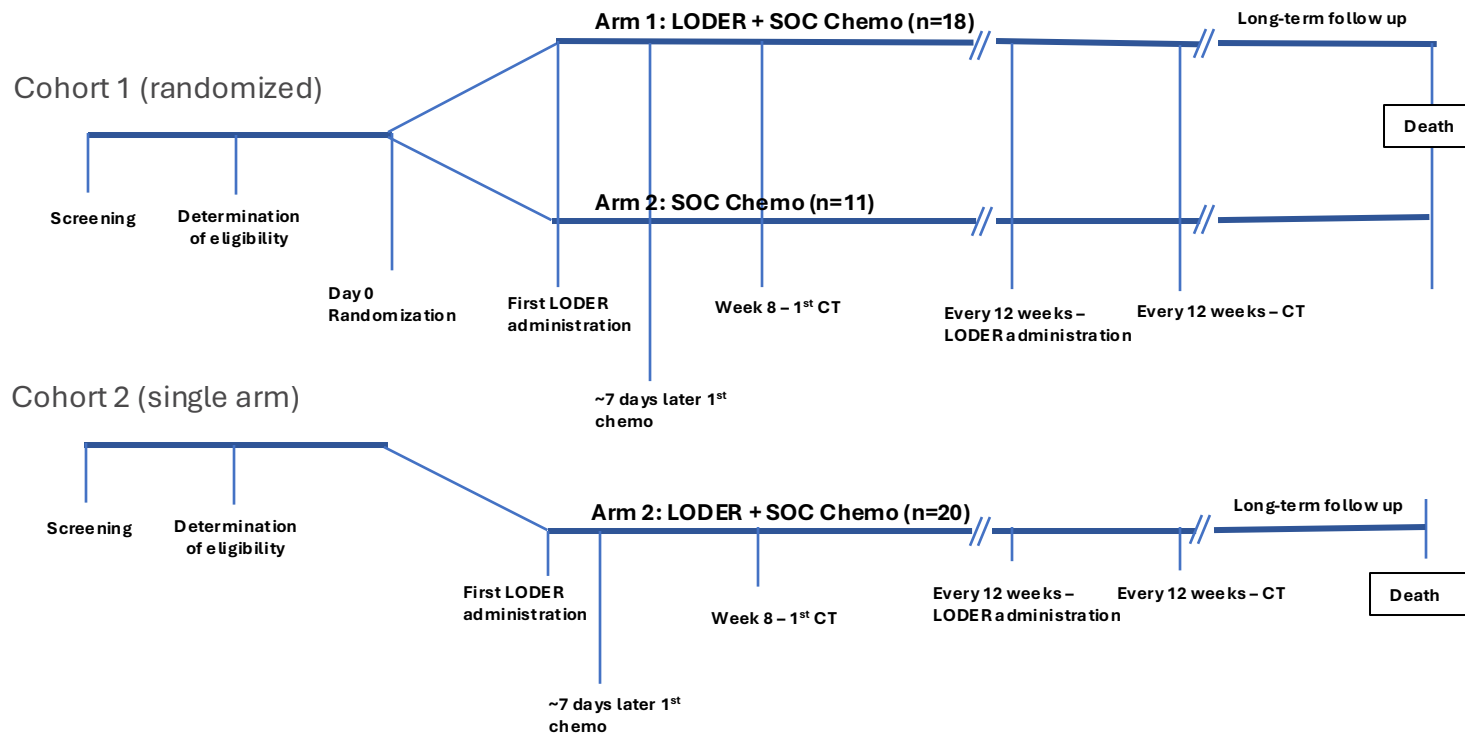 Arm 1: LODER + SOC Chemo (n=18)
Long-term follow up
Cohort 1 (randomized)
Death
Screening
Determination
of eligibility
Arm 2: SOC Chemo (n=11)
Day 0
Randomization
First LODER
administration
Week 8 – 1st CT
Every 12 weeks –
LODER administration
Every 12 weeks – CT
~7 days later 1st
chemo
Cohort 2 (single arm)
Screening
Determination
of eligibility
Arm 2: LODER + SOC Chemo (n=20)
Long-term follow up
First LODER
administration
Week 8 – 1st CT
Every 12 weeks –
LODER administration
Every 12 weeks – CT
Death
~7 days later 1st
chemo